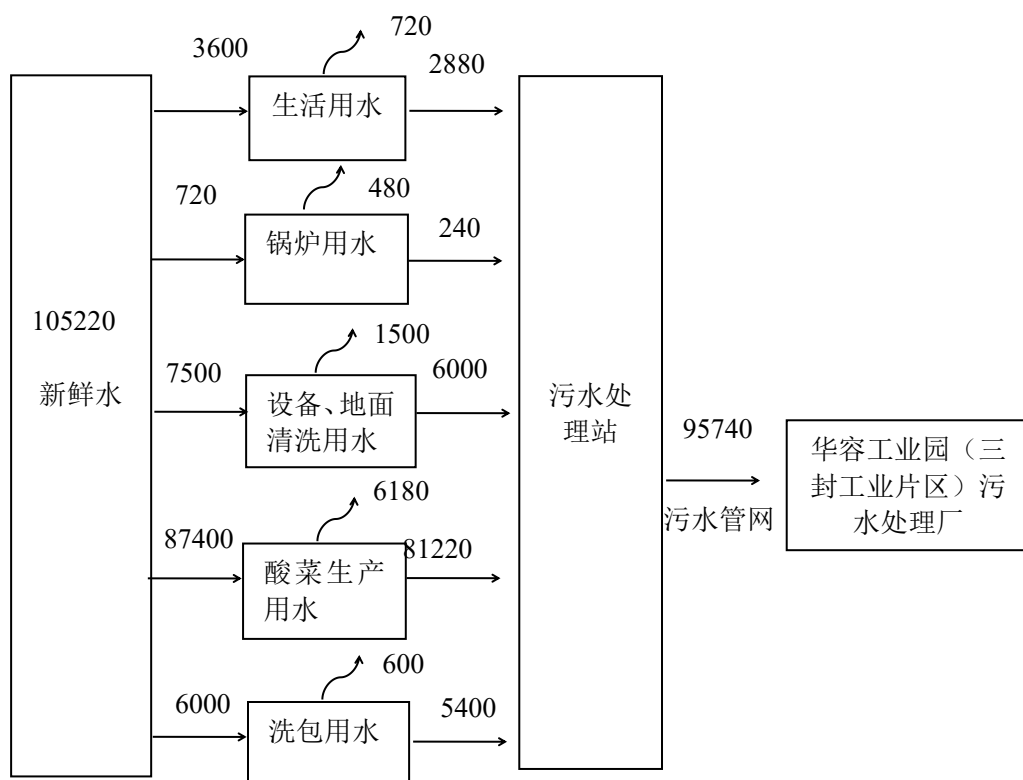 720
3600
2880
生活用水
720
480
240
锅炉用水
105220
新鲜水
1500
7500
6000
设备、地面
清洗用水
污水处
理站
95740
污水管网
华容工业园（三
封工业片区）污
水处理厂
6180
87400
81220
酸菜生产
用水
600
6000
5400
洗包用水